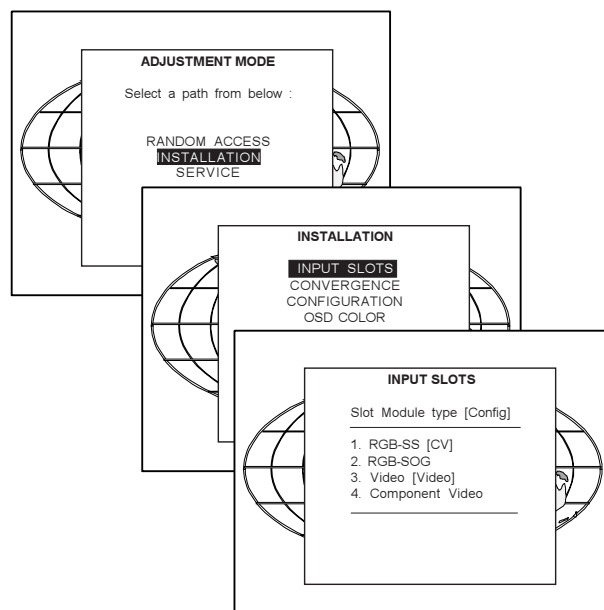 ADJUSTMENT MODE
Select a path from below :
RANDOM ACCESS
INSTALLATION
SERVICE
INSTALLATION
INPUT SLOTS
CONVERGENCE
CONFIGURATION
OSD COLOR
INPUT SLOTS
Slot Module type [Config]
1. RGB-SS [CV]
2. RGB-SOG
3. Video [Video]
4. Component Video